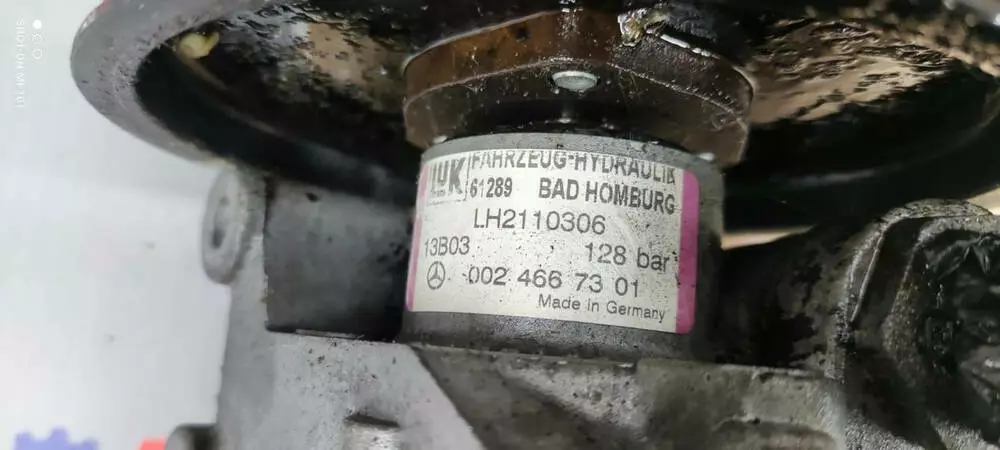 LuK FAHRZEUG-HYDRAULIK
61289 BAD HOMBURG
LH2110306
13B03 128 bar
002 466 73 01
Made in Germany